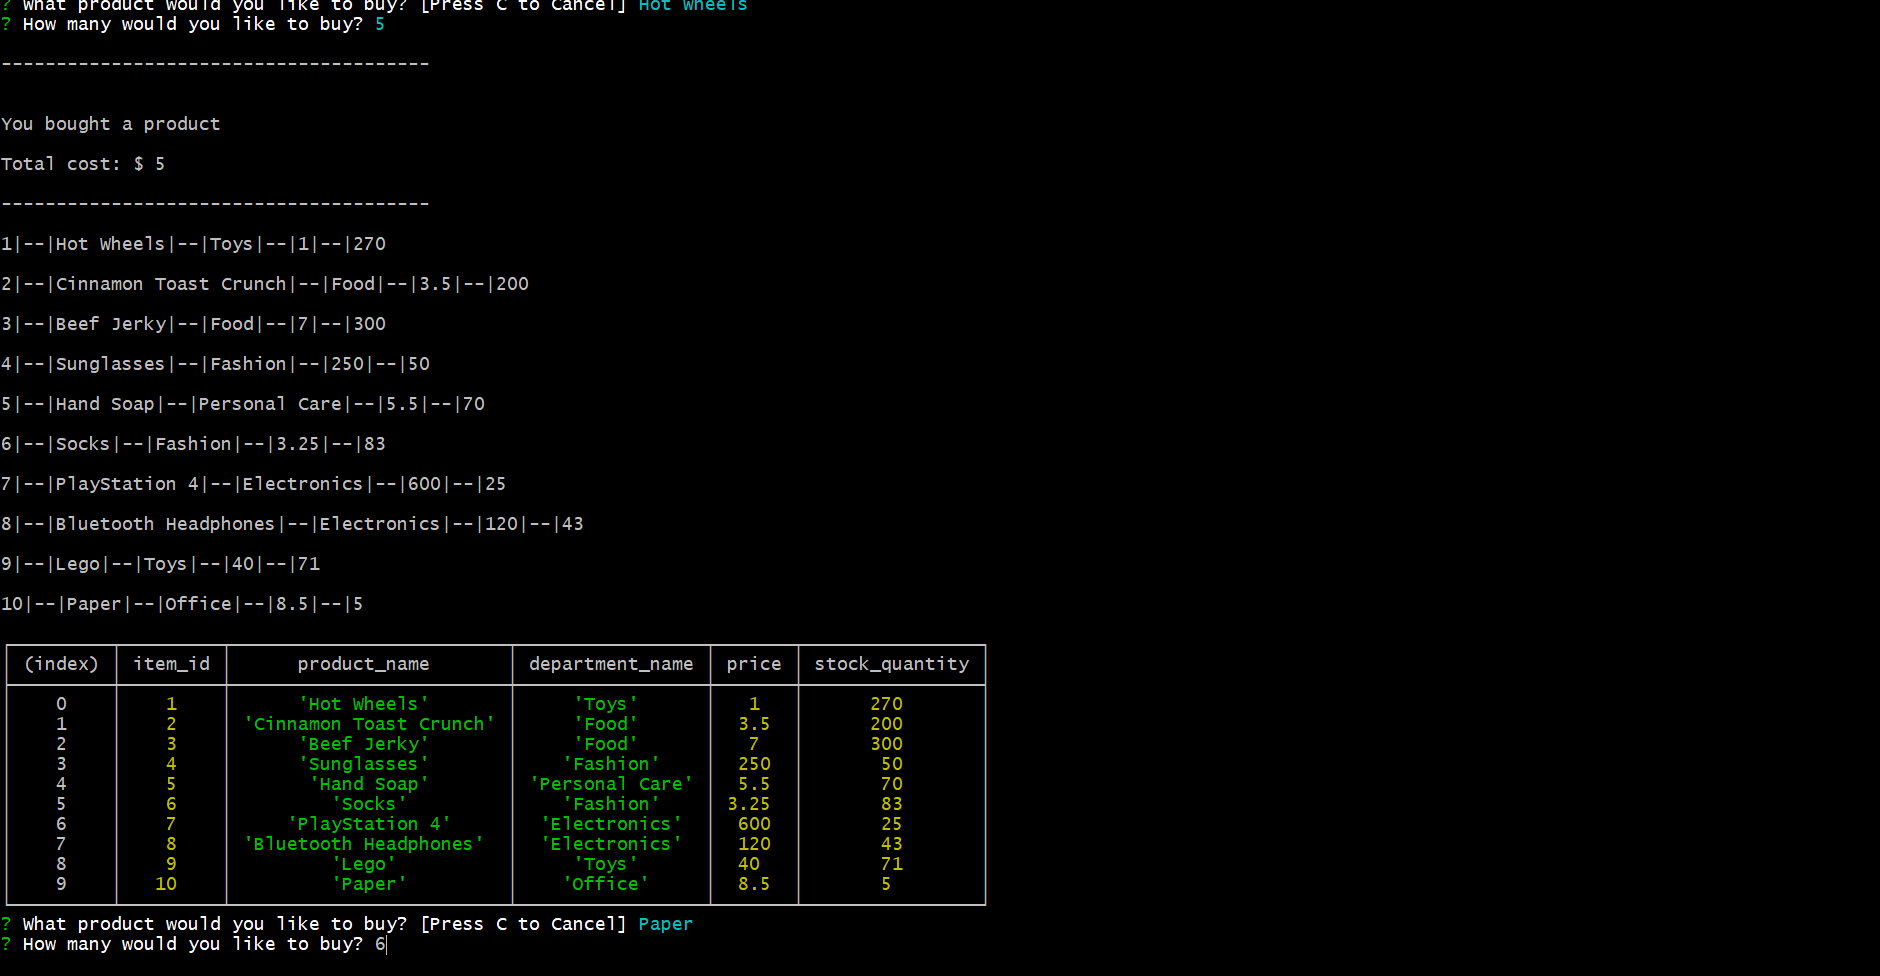 ? What product would you like to buy? [Press C to Cancel] Hot Wheels
? How many would you like to buy? 5
---------------------------------------
You bought a product
Total cost: $ 5
---------------------------------------
1|--|Hot Wheels|--|Toys|--|1|--|270
2|--|Cinnamon Toast Crunch|--|Food|--|3.5|--|200
3|--|Beef Jerky|--|Food|--|7|--|300
4|--|Sunglasses|--|Fashion|--|250|--|50
5|--|Hand Soap|--|Personal Care|--|5.5|--|70
6|--|Socks|--|Fashion|--|3.25|--|83
7|--|PlayStation 4|--|Electronics|--|600|--|25
8|--|Bluetooth Headphones|--|Electronics|--|120|--|43
9|--|Lego|--|Toys|--|40|--|71
10|--|Paper|--|Office|--|8.5|--|5
(index) item_id product_name department_name price stock_quantity
0 1 'Hot Wheels' 'Toys' 1 270
1 2 'Cinnamon Toast Crunch' 'Food' 3.5 200
2 3 'Beef Jerky' 'Food' 7 300
3 4 'Sunglasses' 'Fashion' 250 50
4 5 'Hand Soap' 'Personal Care' 5.5 70
5 6 'Socks' 'Fashion' 3.25 83
6 7 'PlayStation 4' 'Electronics' 600 25
7 8 'Bluetooth Headphones' 'Electronics' 120 43
8 9 'Lego' 'Toys' 40 71
9 10 'Paper' 'Office' 8.5 5
? What product would you like to buy? [Press C to Cancel] Paper
? How many would you like to buy? 6